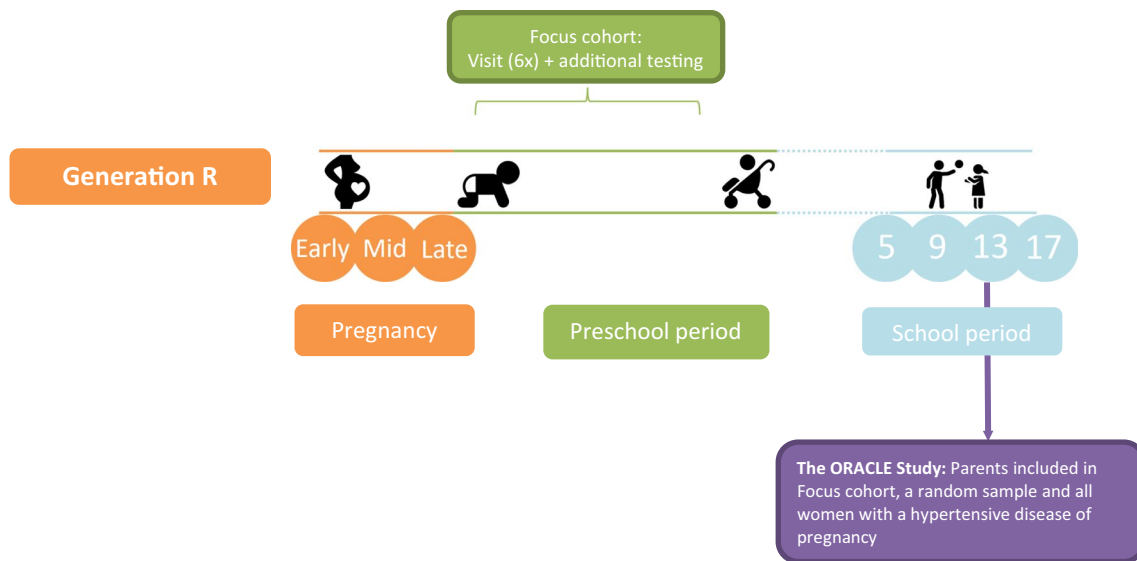 Focus cohort:
Visit (6x) + additional testing
Generation R
Early Mid Late
5 9 13 17
Pregnancy
Preschool period
School period
The ORACLE Study: Parents included in
Focus cohort, a random sample and all
women with a hypertensive disease of
pregnancy